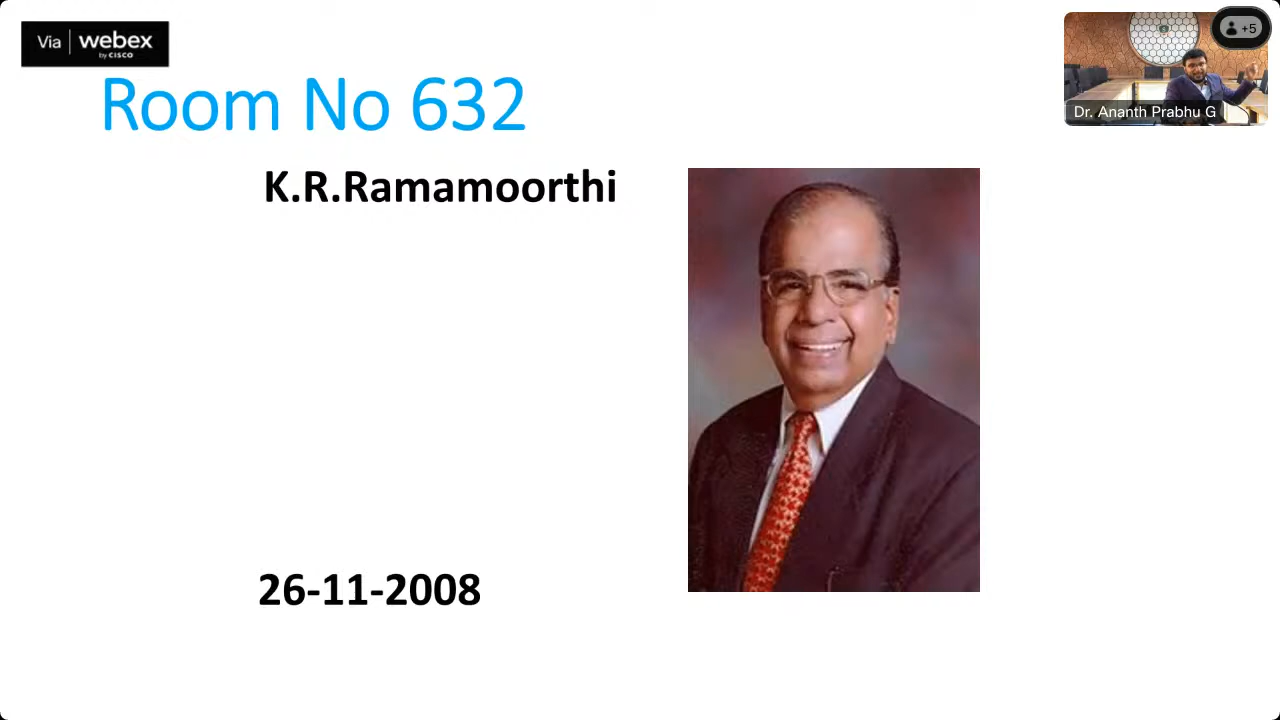 Via webex
by CISCO
+5
Room No 632
Dr. Ananth Prabhu G
K.R.Ramamoorthi
26-11-2008